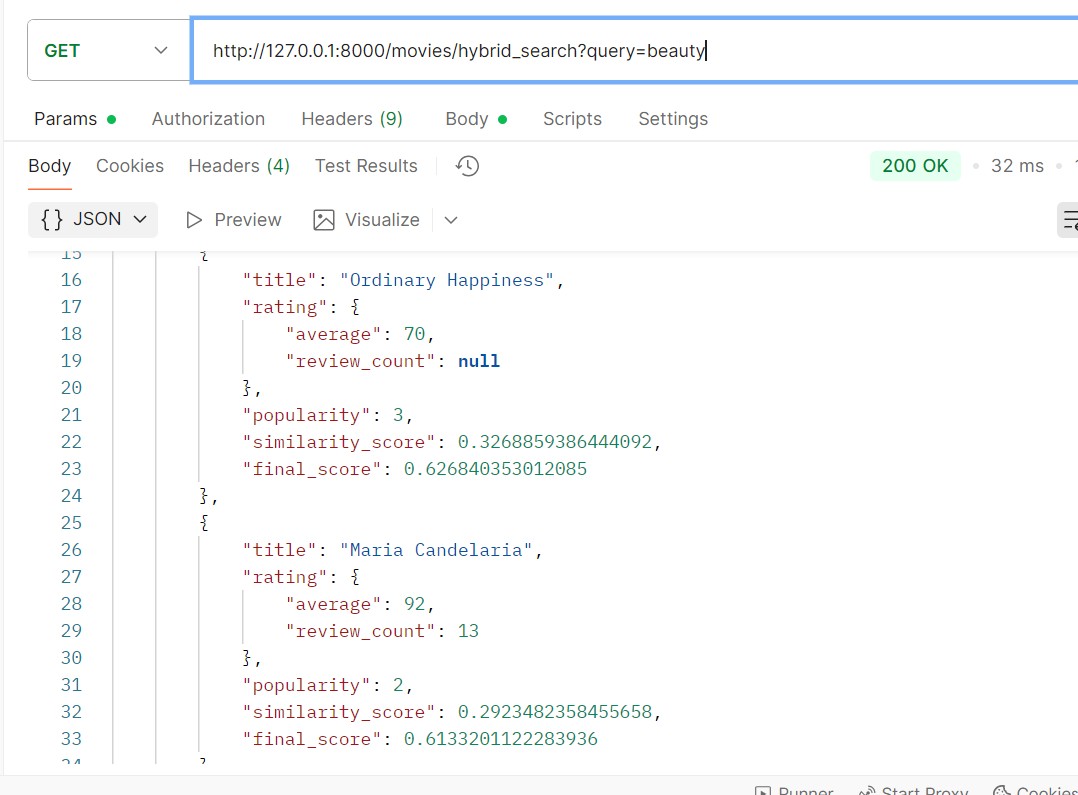 GET http://127.0.0.1:8000/movies/hybrid_search?query=beauty
Params Authorization Headers (9) Body Scripts Settings
Body Cookies Headers (4) Test Results 200 OK 32 ms
{} JSON Preview Visualize
15 {
16 "title": "Ordinary Happiness",
17 "rating": {
18 "average": 70,
19 "review_count": null
20 },
21 "popularity": 3,
22 "similarity_score": 0.3268859386444092,
23 "final_score": 0.626840353012085
24 },
25 {
26 "title": "Maria Candelaria",
27 "rating": {
28 "average": 92,
29 "review_count": 13
30 },
31 "popularity": 2,
32 "similarity_score": 0.2923482358455658,
33 "final_score": 0.6133201122283936
Runner Start Proxy Cookies